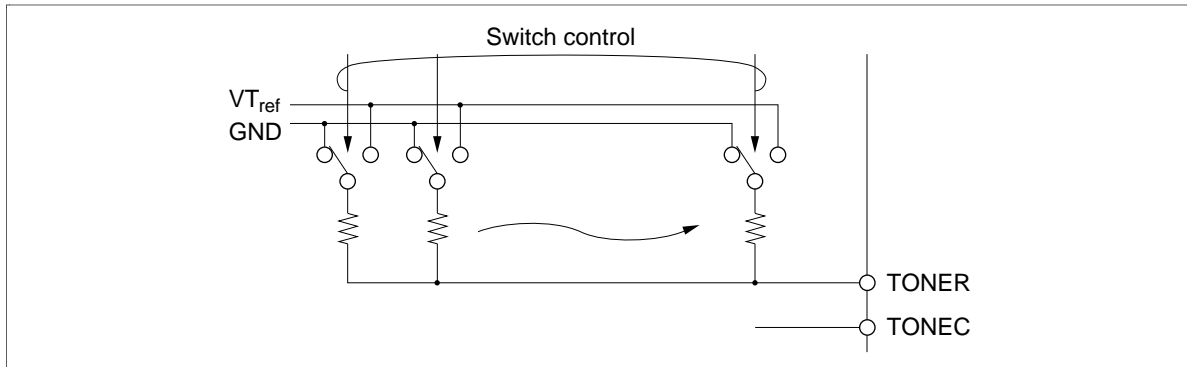 Switch control
VTref
GND
TONER
TONEC